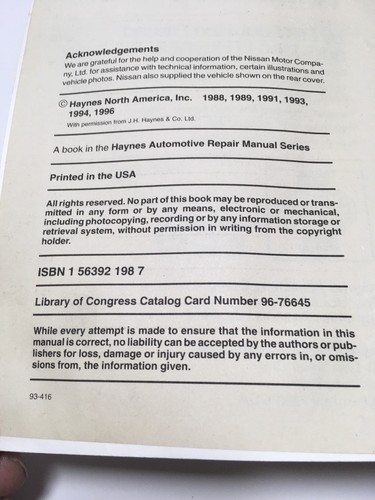 Acknowledgements
We are grateful for the help and cooperation of the Nissan Motor Compa-
ny, Ltd. for assistance with technical information, certain illustrations and
vehicle photos. Nissan also supplied the vehicle shown on the rear cover.
© Haynes North America, Inc. 1988, 1989, 1991, 1993,
1994, 1996
With permission from J.H. Haynes & Co. Ltd.
A book in the Haynes Automotive Repair Manual Series
Printed in the USA
All rights reserved. No part of this book may be reproduced or trans-
mitted in any form or by any means, electronic or mechanical,
including photocopying, recording or by any information storage or
retrieval system, without permission in writing from the copyright
holder.
ISBN 1 56392 198 7
Library of Congress Catalog Card Number 96-76645
While every attempt is made to ensure that the information in this
manual is correct, no liability can be accepted by the authors or pub-
lishers for loss, damage or injury caused by any errors in, or omis-
sions from, the information given.
93-416